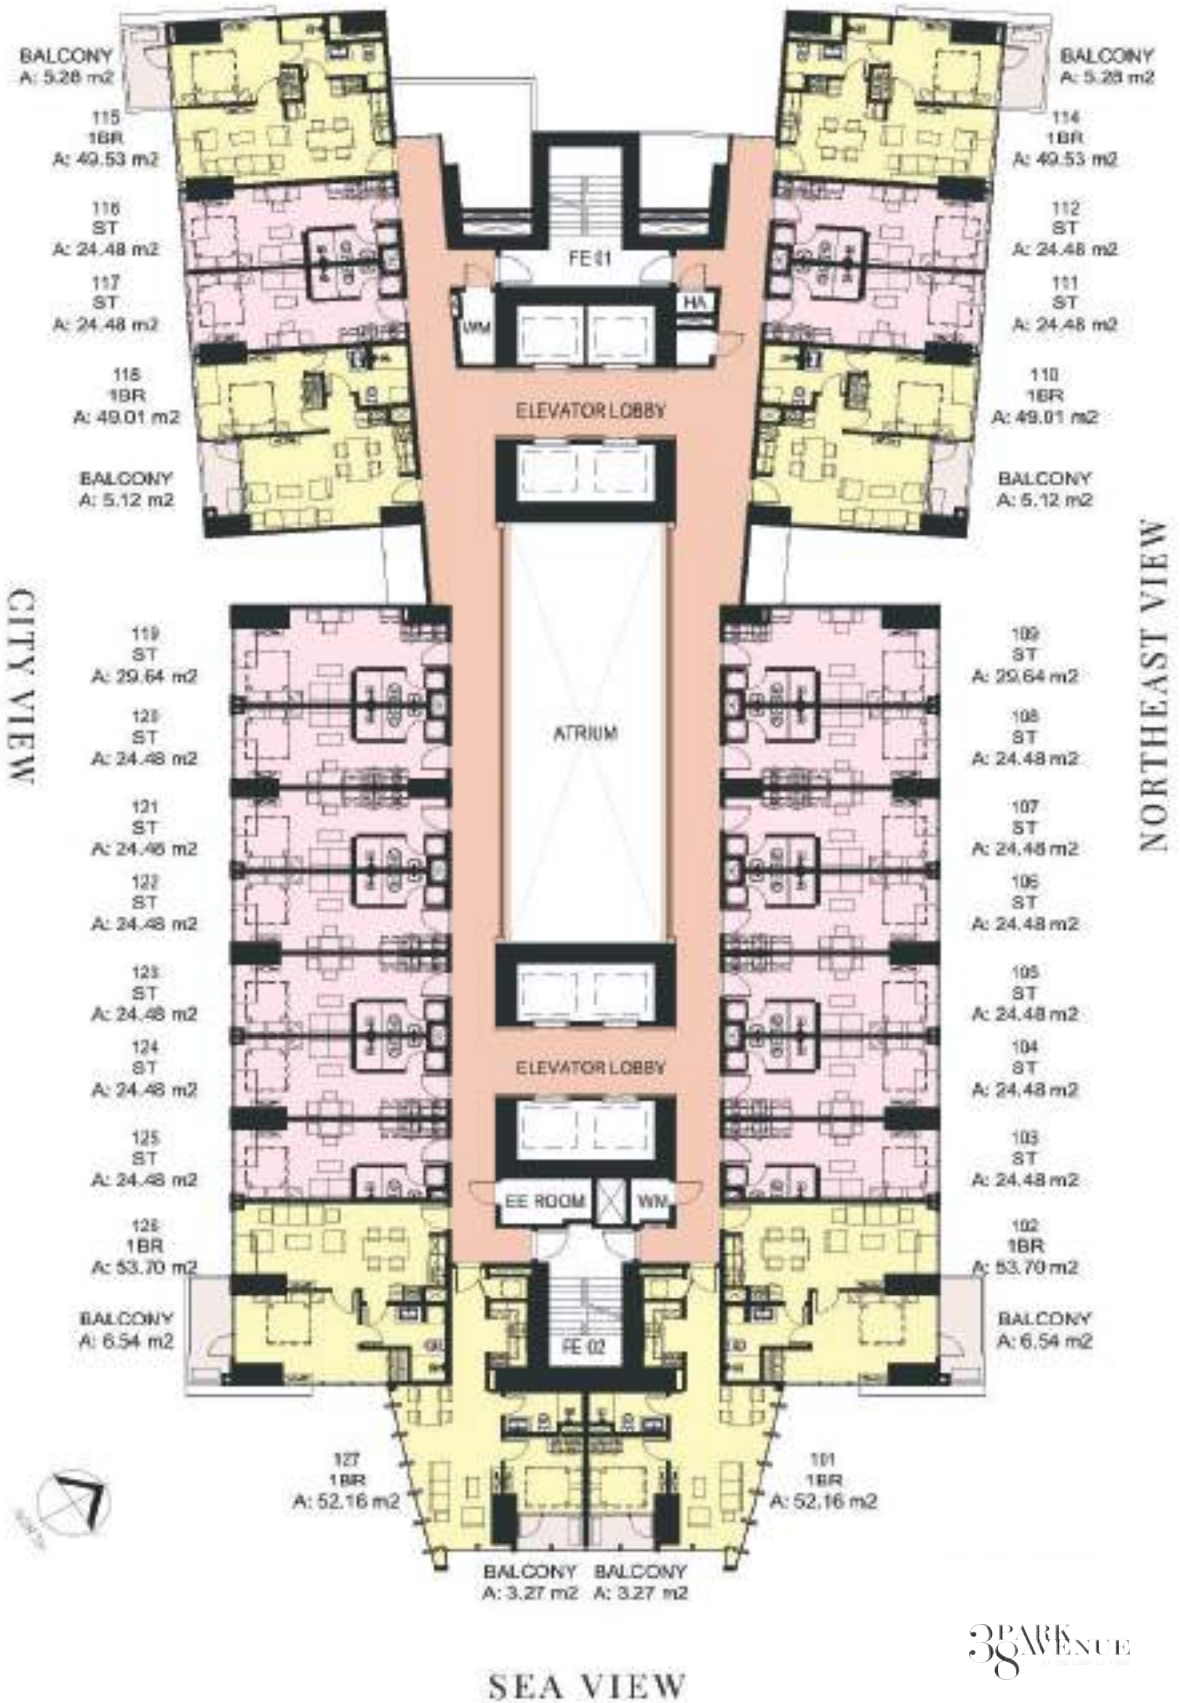 BALCONY
A: 5.28 m2
115
1BR
A: 49.53 m2
116
ST
A: 24.48 m2
117
ST
A: 24.48 m2
118
1BR
A: 49.01 m2
BALCONY
A: 5.12 m2
BALCONY
A: 5.28 m2
114
1BR
A: 49.53 m2
112
ST
A: 24.48 m2
111
ST
A: 24.48 m2
110
1BR
A: 49.01 m2
BALCONY
A: 5.12 m2
FE 01
WM
HA
ELEVATOR LOBBY
CITY VIEW
NORTHEAST VIEW
119
ST
A: 29.64 m2
120
ST
A: 24.48 m2
121
ST
A: 24.48 m2
122
ST
A: 24.48 m2
123
ST
A: 24.48 m2
124
ST
A: 24.48 m2
125
ST
A: 24.48 m2
126
1BR
A: 53.70 m2
BALCONY
A: 6.54 m2
ATRIUM
ELEVATOR LOBBY
EE ROOM
WM
FE 02
109
ST
A: 29.64 m2
108
ST
A: 24.48 m2
107
ST
A: 24.48 m2
106
ST
A: 24.48 m2
105
ST
A: 24.48 m2
104
ST
A: 24.48 m2
103
ST
A: 24.48 m2
102
1BR
A: 53.70 m2
BALCONY
A: 6.54 m2
127
1BR
A: 52.16 m2
101
1BR
A: 52.16 m2
BALCONY
A: 3.27 m2
BALCONY
A: 3.27 m2
38 PARK
AVENUE
SEA VIEW